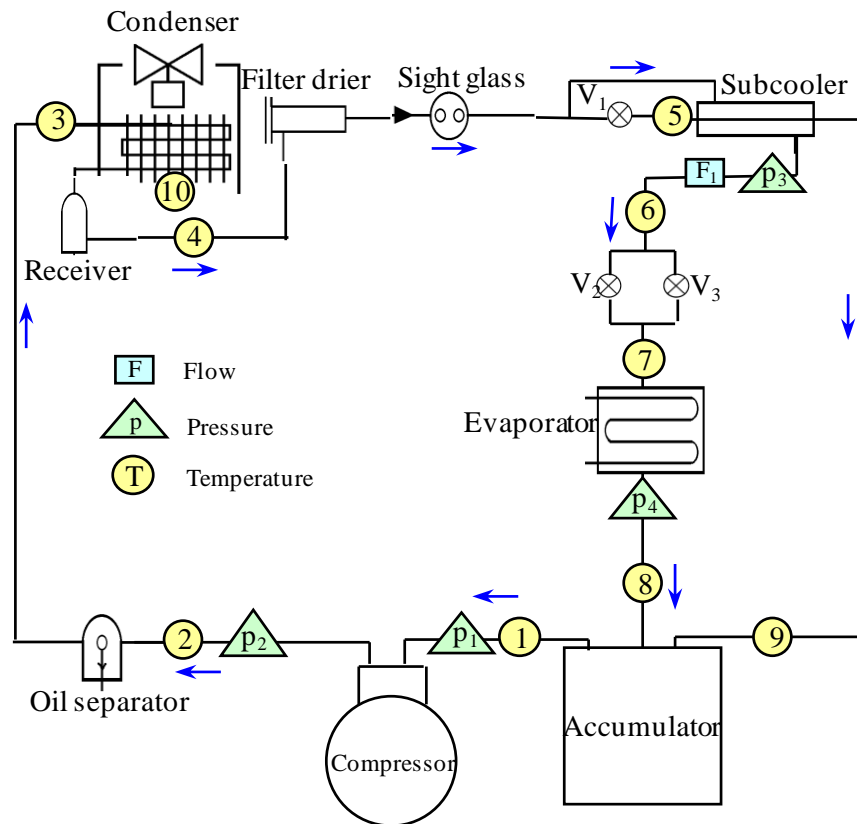 Condenser
Filter drier
Sight glass
Subcooler
3
V1
5
10
F1
p3
6
4
Receiver
V2
V3
7
F Flow
Evaporator
p Pressure
T Temperature
p4
8
2
p2
p1
1
9
Oil separator
Accumulator
Compressor